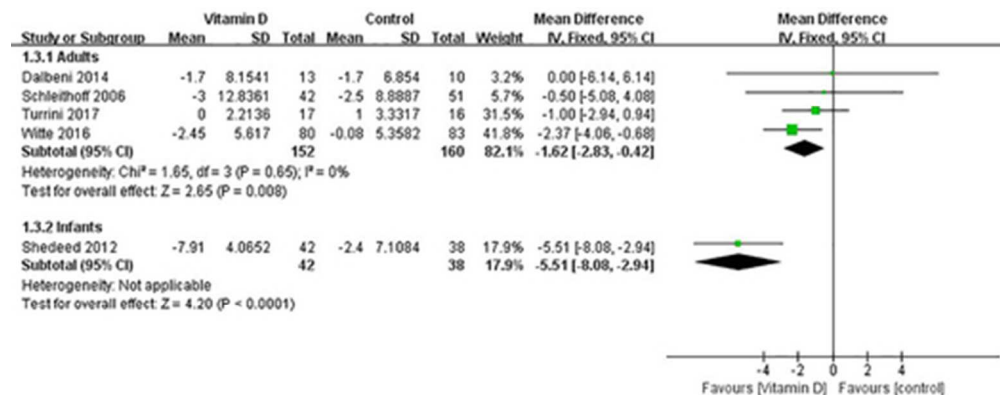 Vitamin D Control Mean Difference Mean Difference
Study or Subgroup Mean SD Total Mean SD Total Weight IV, Fixed, 95% CI IV, Fixed, 95% CI
1.3.1 Adults
Dalbeni 2014 -1.7 8.1541 13 -1.7 6.854 10 3.2% 0.00 [-6.14, 6.14]
Schleithoff 2006 -3 12.8361 42 -2.5 8.8887 51 5.7% -0.50 [-5.08, 4.08]
Turrini 2017 0 2.2136 17 1 3.3317 16 31.5% -1.00 [-2.94, 0.94]
Witte 2016 -2.45 5.617 80 -0.08 5.3582 83 41.8% -2.37 [-4.06, -0.68]
Subtotal (95% CI) 152 160 82.1% -1.62 [-2.83, -0.42]
Heterogeneity: Chi² = 1.65, df = 3 (P = 0.65); I² = 0%
Test for overall effect: Z = 2.65 (P = 0.008)
1.3.2 Infants
Shedeed 2012 -7.91 4.0652 42 -2.4 7.1084 38 17.9% -5.51 [-8.08, -2.94]
Subtotal (95% CI) 42 38 17.9% -5.51 [-8.08, -2.94]
Heterogeneity: Not applicable
Test for overall effect: Z = 4.20 (P < 0.0001)
-4 -2 0 2 4
Favours [Vitamin D] Favours [control]